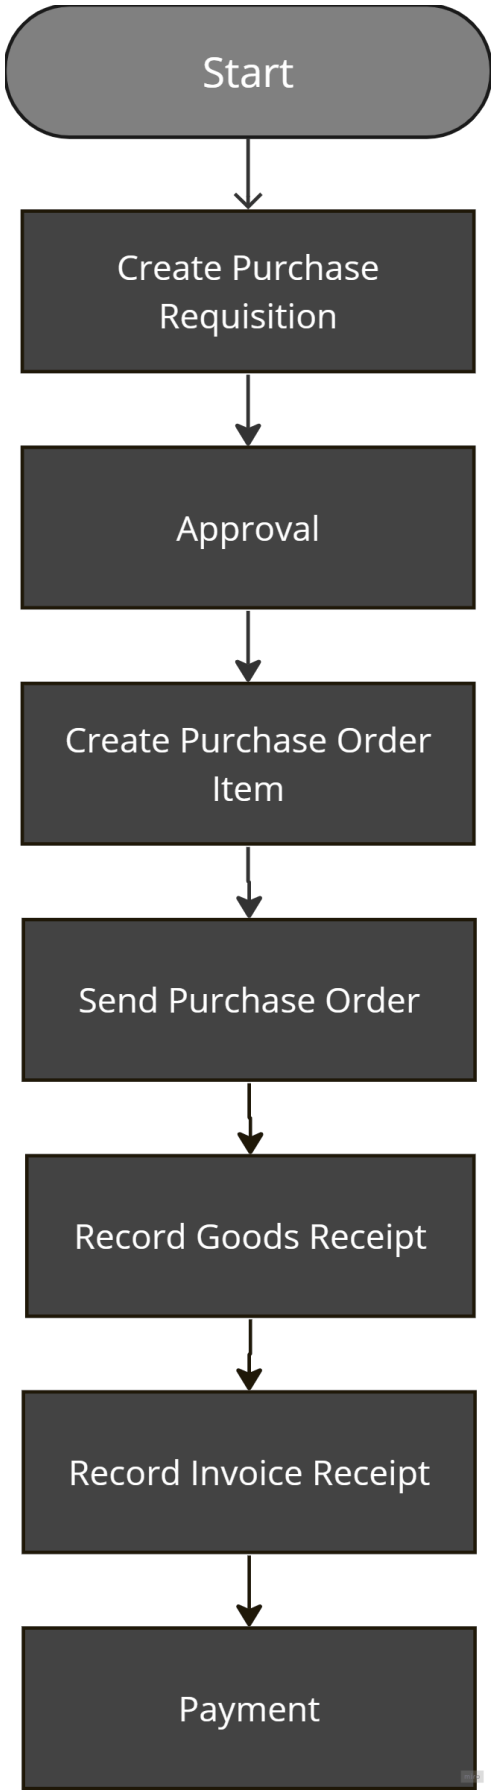 Start
Create Purchase
Requisition
Approval
Create Purchase Order
Item
Send Purchase Order
Record Goods Receipt
Record Invoice Receipt
Payment